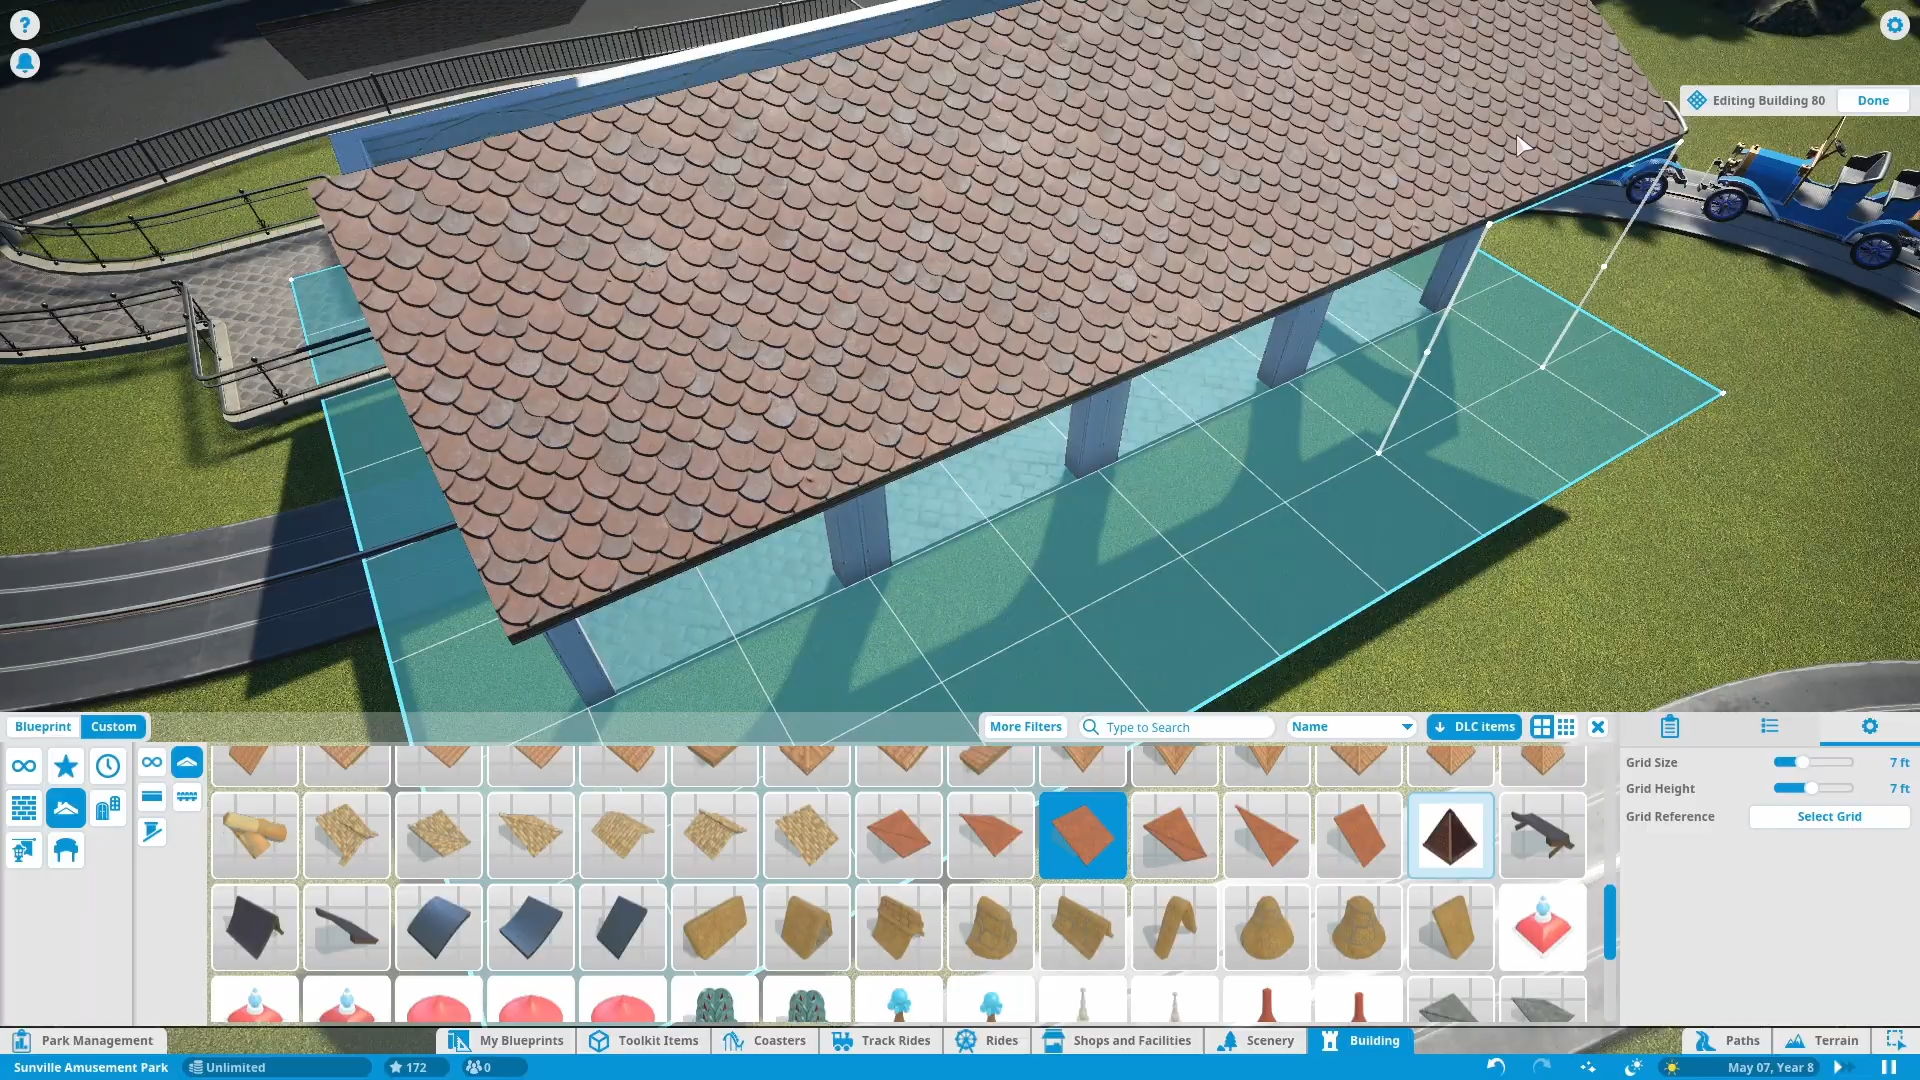 ?
Editing Building 80 Done
Blueprint Custom
More Filters Type to Search Name DLC items
Grid Size 7 ft
Grid Height 7 ft
Grid Reference Select Grid
Park Management My Blueprints Toolkit Items Coasters Track Rides Rides Shops and Facilities Scenery Building Paths Terrain
Sunville Amusement Park Unlimited 172 0 May 07, Year 8